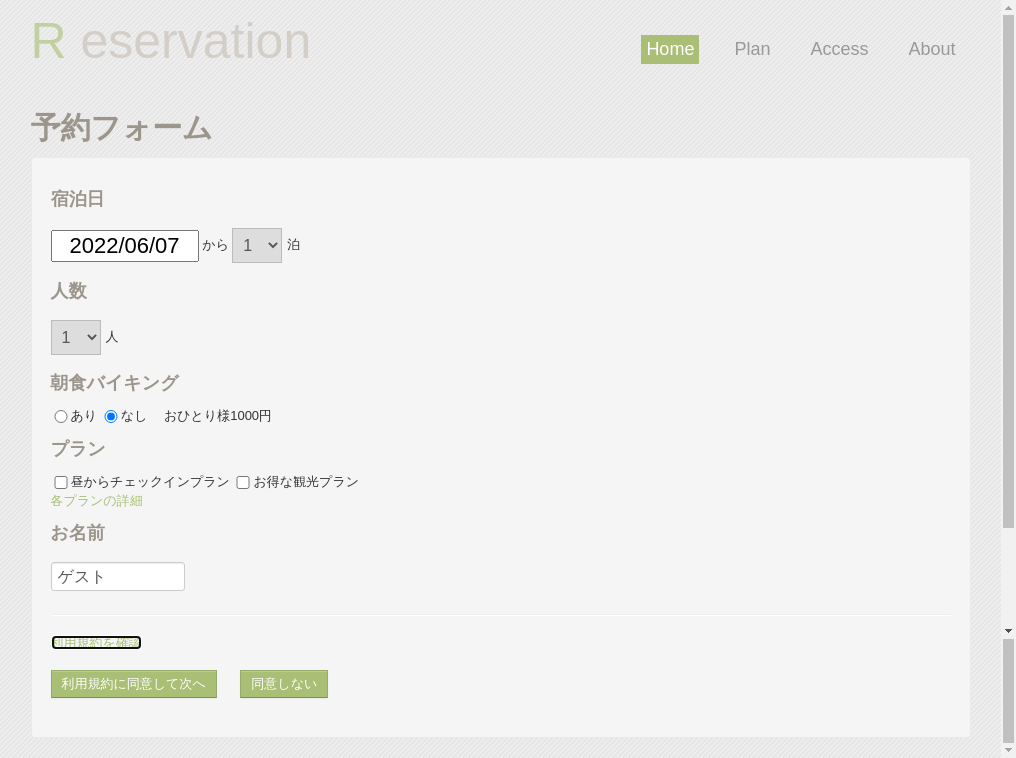 R eservation
Home Plan Access About
予約フォーム
宿泊日
2022/06/07 から 1 泊
人数
1 人
朝食バイキング
あり なし おひとり様1000円
プラン
昼からチェックインプラン お得な観光プラン
各プランの詳細
お名前
ゲスト
利用規約を確認
利用規約に同意して次へ 同意しない